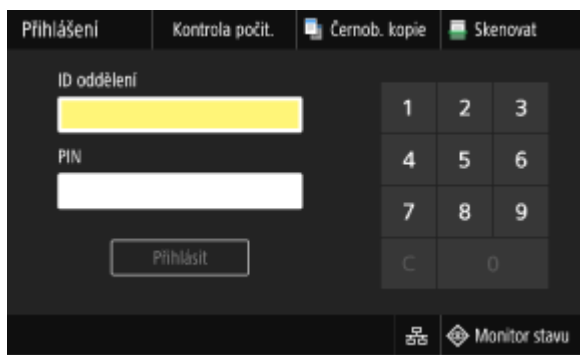 Přihlášení
Kontrola počit.
Černob. kopie
Skenovat
ID oddělení
PIN
Přihlásit
1 2 3
4 5 6
7 8 9
C 0
Monitor stavu